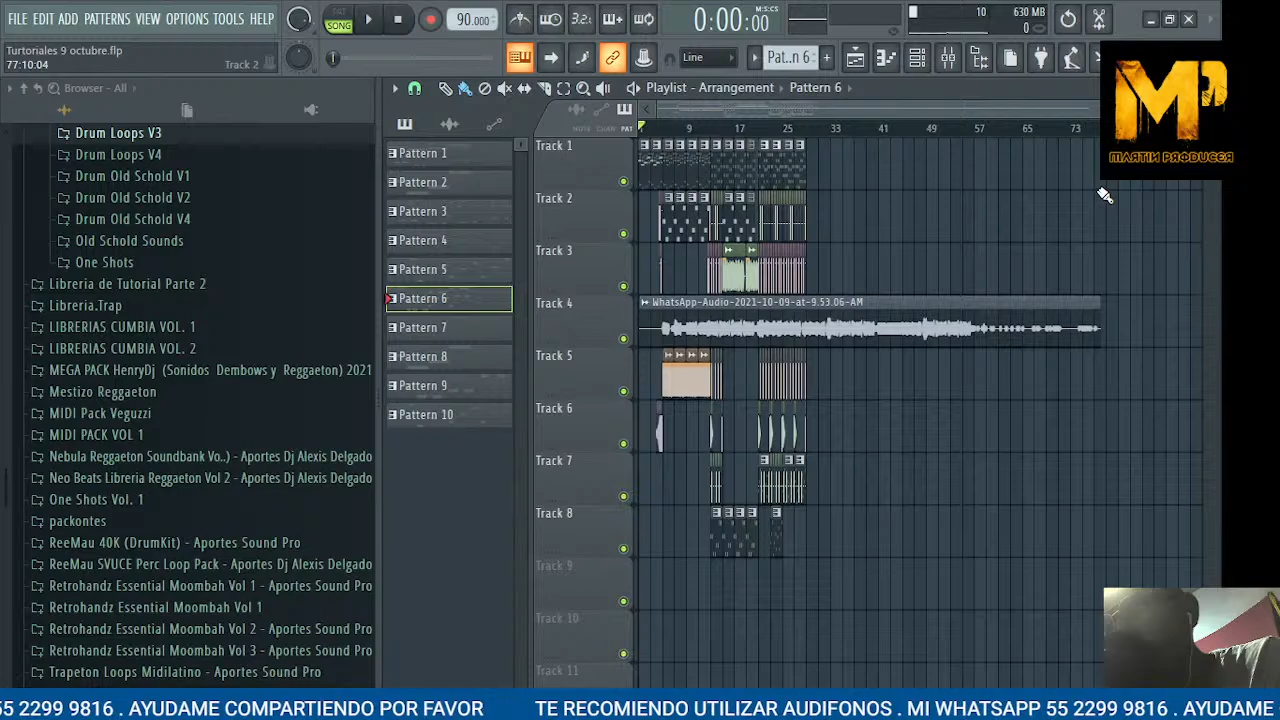 FILE EDIT ADD PATTERNS VIEW OPTIONS TOOLS HELP
PAT
SONG
90.000
3.2
0:00:00
M:S:CS
10
630 MB
0
Turtoriales 9 octubre.flp
77:10:04
Track 2
Line
Pat..n 6
Browser - All
Playlist - Arrangement
Pattern 6
NOTE CHAN PAT
9 17 25 33 41 49 57 65 73
Drum Loops V3
Drum Loops V4
Drum Old Schold V1
Drum Old Schold V2
Drum Old Schold V4
Old Schold Sounds
One Shots
Libreria de Tutorial Parte 2
Libreria.Trap
LIBRERIAS CUMBIA VOL. 1
LIBRERIAS CUMBIA VOL. 2
MEGA PACK HenryDj (Sonidos Dembows y Reggaeton) 2021
Mestizo Reggaeton
MIDI Pack Veguzzi
MIDI PACK VOL 1
Nebula Reggaeton Soundbank Vo..) - Aportes Dj Alexis Delgado
Neo Beats Libreria Reggaeton Vol 2 - Aportes Dj Alexis Delgado
One Shots Vol. 1
packontes
ReeMau 40K (DrumKit) - Aportes Sound Pro
ReeMau SVUCE Perc Loop Pack - Aportes Dj Alexis Delgado
Retrohandz Essential Moombah Vol 1 - Aportes Sound Pro
Retrohandz Essential Moombah Vol 1
Retrohandz Essential Moombah Vol 2 - Aportes Sound Pro
Retrohandz Essential Moombah Vol 3 - Aportes Sound Pro
Trapeton Loops Midilatino - Aportes Sound Pro
Pattern 1
Pattern 2
Pattern 3
Pattern 4
Pattern 5
Pattern 6
Pattern 7
Pattern 8
Pattern 9
Pattern 10
Track 1
Track 2
Track 3
Track 4
WhatsApp-Audio-2021-10-09-at-9.53.06-AM
Track 5
Track 6
Track 7
Track 8
Track 9
Track 10
Track 11
MP
MARTIN PRODUCER
55 2299 9816 . AYUDAME COMPARTIENDO POR FAVOR
TE RECOMIENDO UTILIZAR AUDIFONOS . MI WHATSAPP 55 2299 9816 . AYUDAME